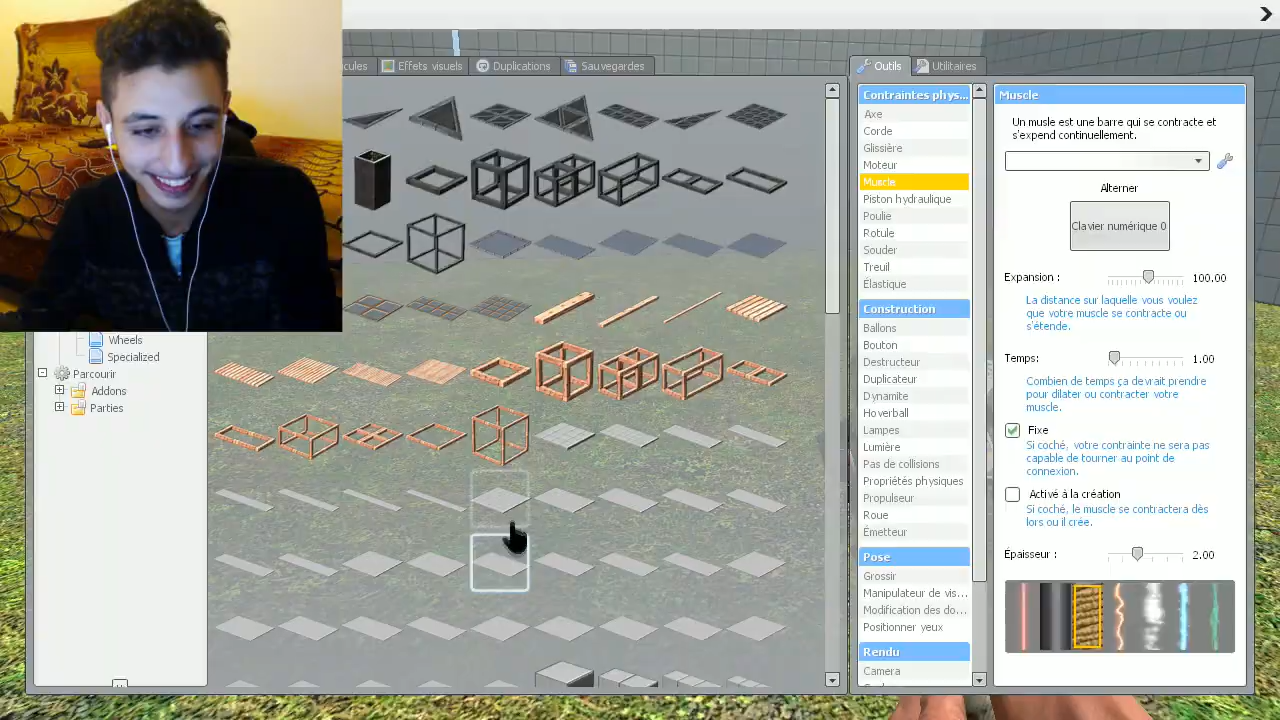 cules
Effets visuels
Duplications
Sauvegardes
Wheels
Specialized
Parcourir
Addons
Parties
Outils
Utilitaires
Contraintes phys...
Axe
Corde
Glissière
Moteur
Muscle
Piston hydraulique
Poulie
Rotule
Souder
Treuil
Élastique
Construction
Ballons
Bouton
Destructeur
Duplicateur
Dynamite
Hoverball
Lampes
Lumière
Pas de collisions
Propriétés physiques
Propulseur
Roue
Émetteur
Pose
Grossir
Manipulateur de vis...
Modification des do...
Positionner yeux
Rendu
Camera
Muscle
Un musle est une barre qui se contracte et
s'expend continuellement.
Alterner
Clavier numérique 0
Expansion :
100.00
La distance sur laquelle vous voulez
que votre muscle se contracte ou
s'étende.
Temps:
1.00
Combien de temps ça devrait prendre
pour dilater ou contracter votre
muscle.
Fixe
Si coché, votre contrainte ne sera pas
capable de tourner au point de
connexion.
Activé à la création
Si coché, le muscle se contractera dès
lors ou il crée.
Épaisseur :
2.00